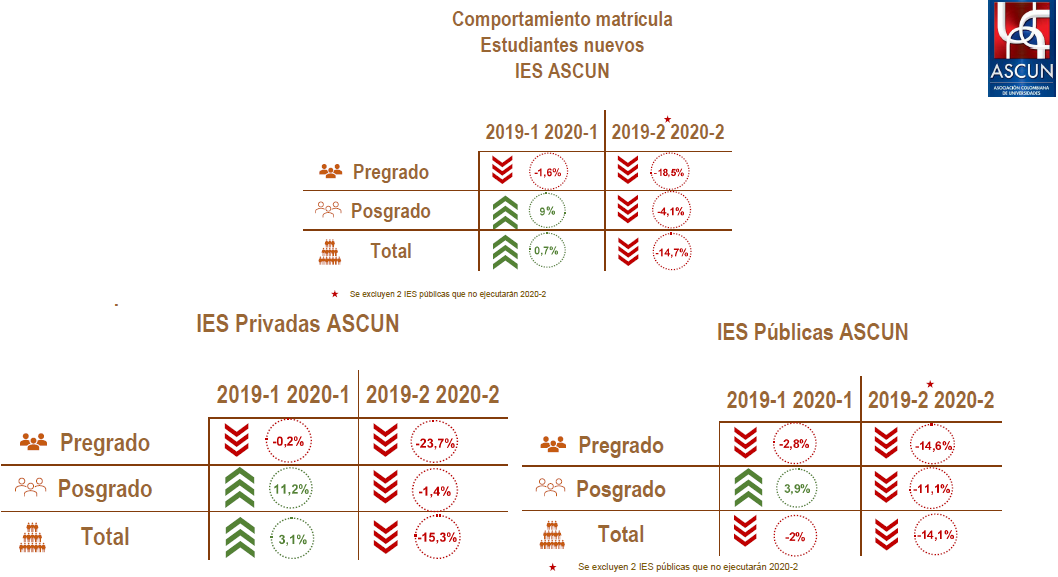 Comportamiento matrícula
Estudiantes nuevos
IES ASCUN
ASCUN
ASOCIACIÓN COLOMBIANA
DE UNIVERSIDADES
2019-1 2020-1 2019-2 2020-2
Pregrado -1,6% -18,5%
Posgrado 9% -4,1%
Total 0,7% -14,7%
★ Se excluyen 2 IES públicas que no ejecutarán 2020-2
IES Privadas ASCUN
2019-1 2020-1 2019-2 2020-2
Pregrado -0,2% -23,7%
Posgrado 11,2% -1,4%
Total 3,1% -15,3%
IES Públicas ASCUN
2019-1 2020-1 2019-2 2020-2
Pregrado -2,8% -14,6%
Posgrado 3,9% -11,1%
Total -2% -14,1%
★ Se excluyen 2 IES públicas que no ejecutarán 2020-2